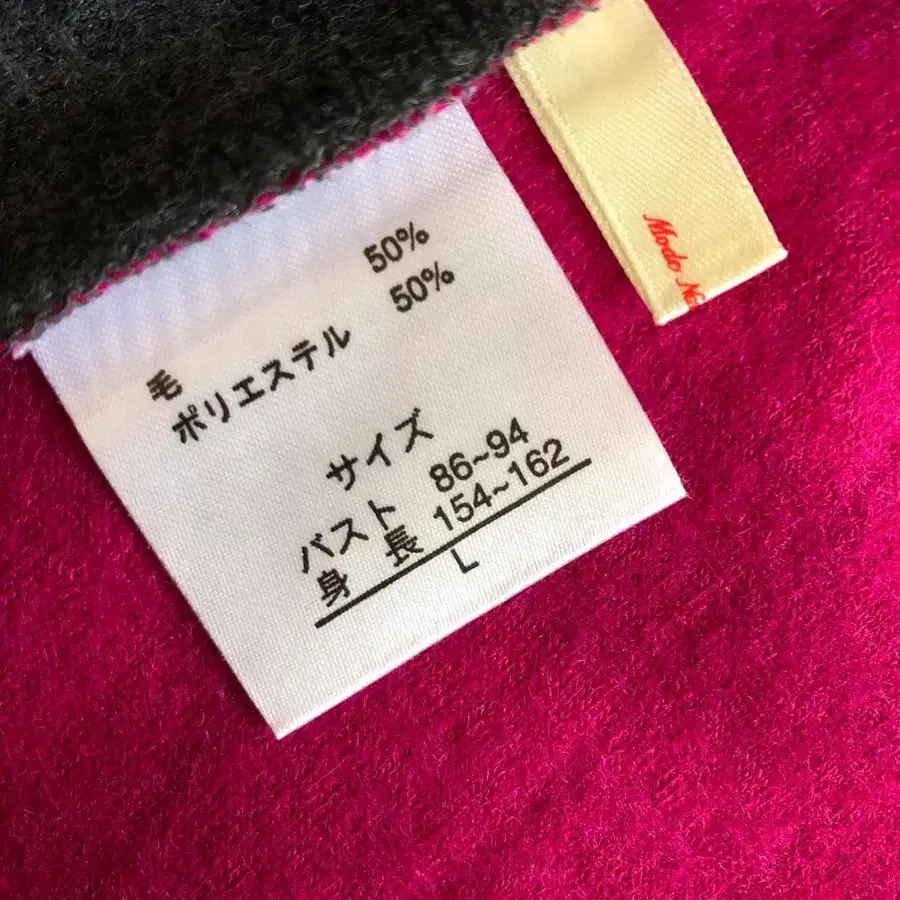 毛 50%
ポリエステル 50%
サイズ
バスト 86~94
身長 154~162
L
Mode